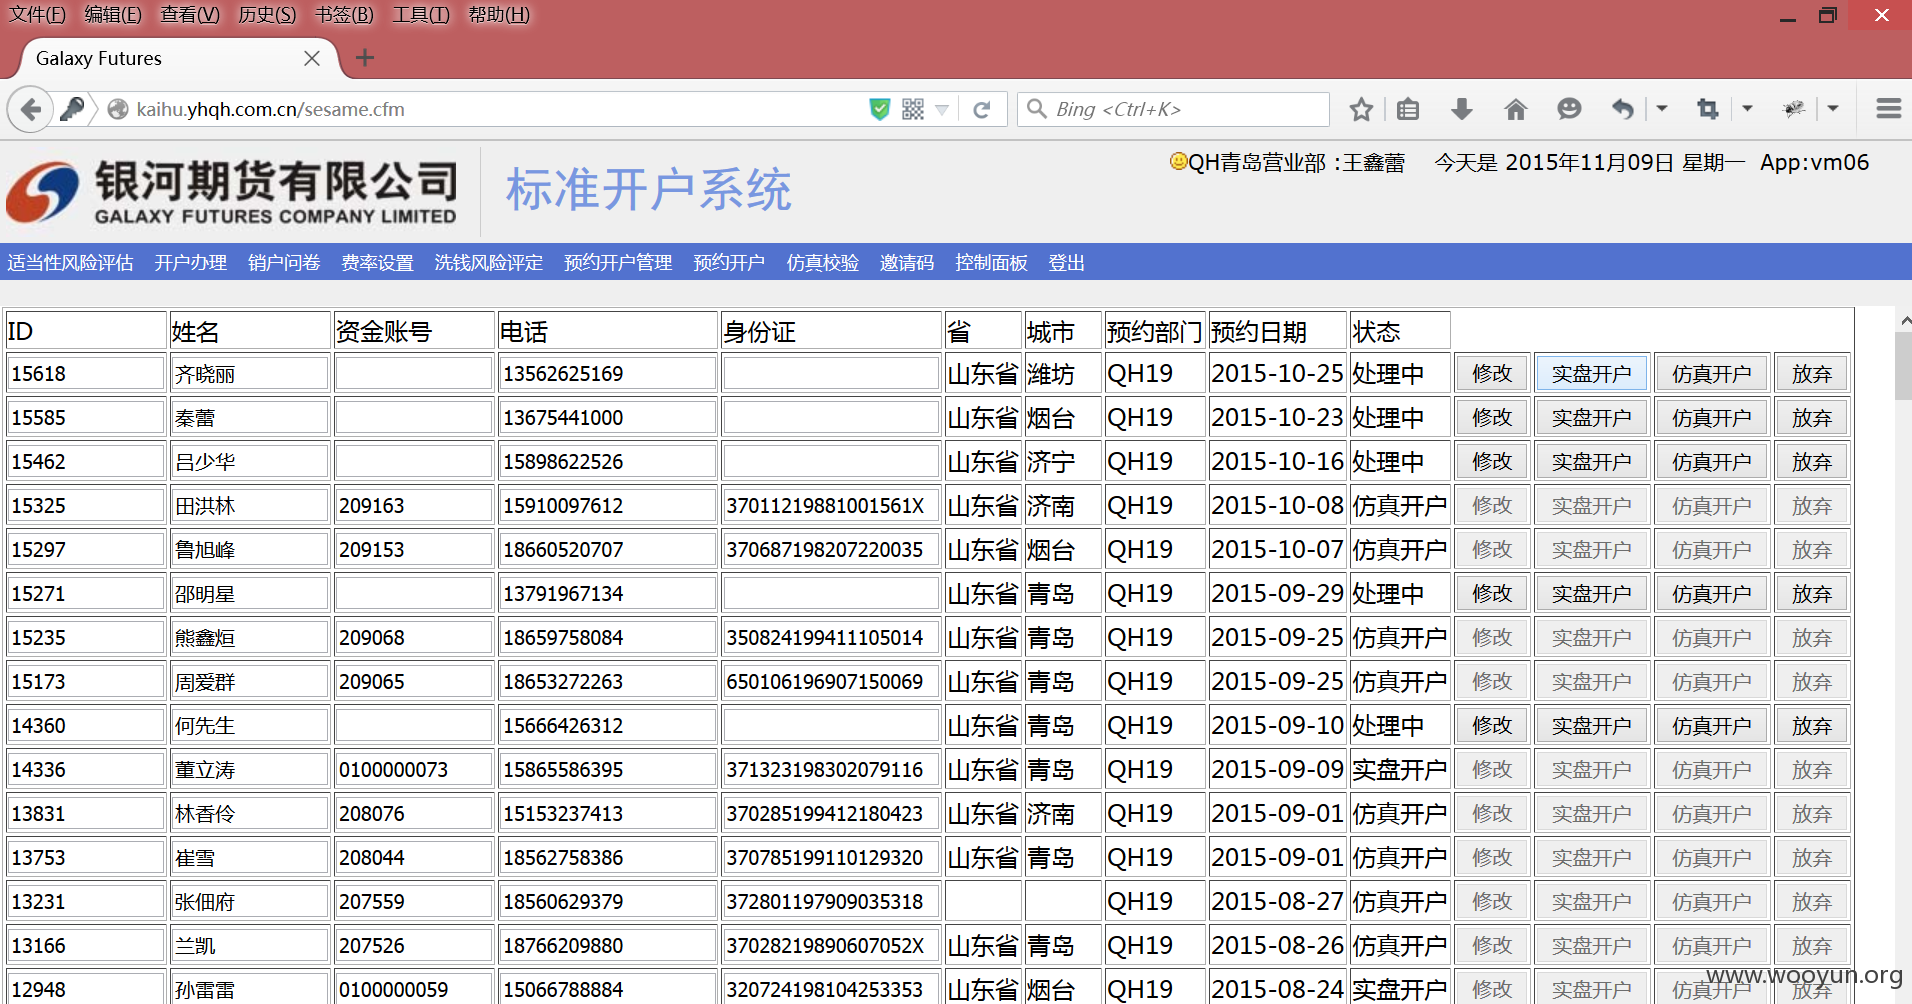 文件(F) 编辑(E) 查看(V) 历史(S) 书签(B) 工具(T) 帮助(H)
Galaxy Futures
kaihu.yhqh.com.cn/sesame.cfm
Bing <Ctrl+K>
银河期货有限公司
GALAXY FUTURES COMPANY LIMITED
标准开户系统
QH青岛营业部 :王鑫蕾 今天是 2015年11月09日 星期一 App:vm06
适当性风险评估 开户办理 销户问卷 费率设置 洗钱风险评定 预约开户管理 预约开户 仿真校验 邀请码 控制面板 登出
ID 姓名 资金账号 电话 身份证 省 城市 预约部门 预约日期 状态
15618 齐晓丽 13562625169 山东省 潍坊 QH19 2015-10-25 处理中 修改 实盘开户 仿真开户 放弃
15585 秦蕾 13675441000 山东省 烟台 QH19 2015-10-23 处理中 修改 实盘开户 仿真开户 放弃
15462 吕少华 15898622526 山东省 济宁 QH19 2015-10-16 处理中 修改 实盘开户 仿真开户 放弃
15325 田洪林 209163 15910097612 37011219881001561X 山东省 济南 QH19 2015-10-08 仿真开户 修改 实盘开户 仿真开户 放弃
15297 鲁旭峰 209153 18660520707 370687198207220035 山东省 烟台 QH19 2015-10-07 仿真开户 修改 实盘开户 仿真开户 放弃
15271 邵明星 13791967134 山东省 青岛 QH19 2015-09-29 处理中 修改 实盘开户 仿真开户 放弃
15235 熊鑫烜 209068 18659758084 350824199411105014 山东省 青岛 QH19 2015-09-25 仿真开户 修改 实盘开户 仿真开户 放弃
15173 周爱群 209065 18653272263 650106196907150069 山东省 青岛 QH19 2015-09-25 仿真开户 修改 实盘开户 仿真开户 放弃
14360 何先生 15666426312 山东省 青岛 QH19 2015-09-10 处理中 修改 实盘开户 仿真开户 放弃
14336 董立涛 0100000073 15865586395 371323198302079116 山东省 青岛 QH19 2015-09-09 实盘开户 修改 实盘开户 仿真开户 放弃
13831 林香伶 208076 15153237413 370285199412180423 山东省 济南 QH19 2015-09-01 仿真开户 修改 实盘开户 仿真开户 放弃
13753 崔雪 208044 18562758386 370785199110129320 山东省 青岛 QH19 2015-09-01 仿真开户 修改 实盘开户 仿真开户 放弃
13231 张佃府 207559 18560629379 372801197909035318 QH19 2015-08-27 仿真开户 修改 实盘开户 仿真开户 放弃
13166 兰凯 207526 18766209880 37028219890607052X 山东省 青岛 QH19 2015-08-26 仿真开户 修改 实盘开户 仿真开户 放弃
12948 孙雷雷 0100000059 15066788884 320724198104253353 山东省 烟台 QH19 2015-08-24 实盘开户 修改 实盘开户 仿真开户 放弃
www.wooyun.org